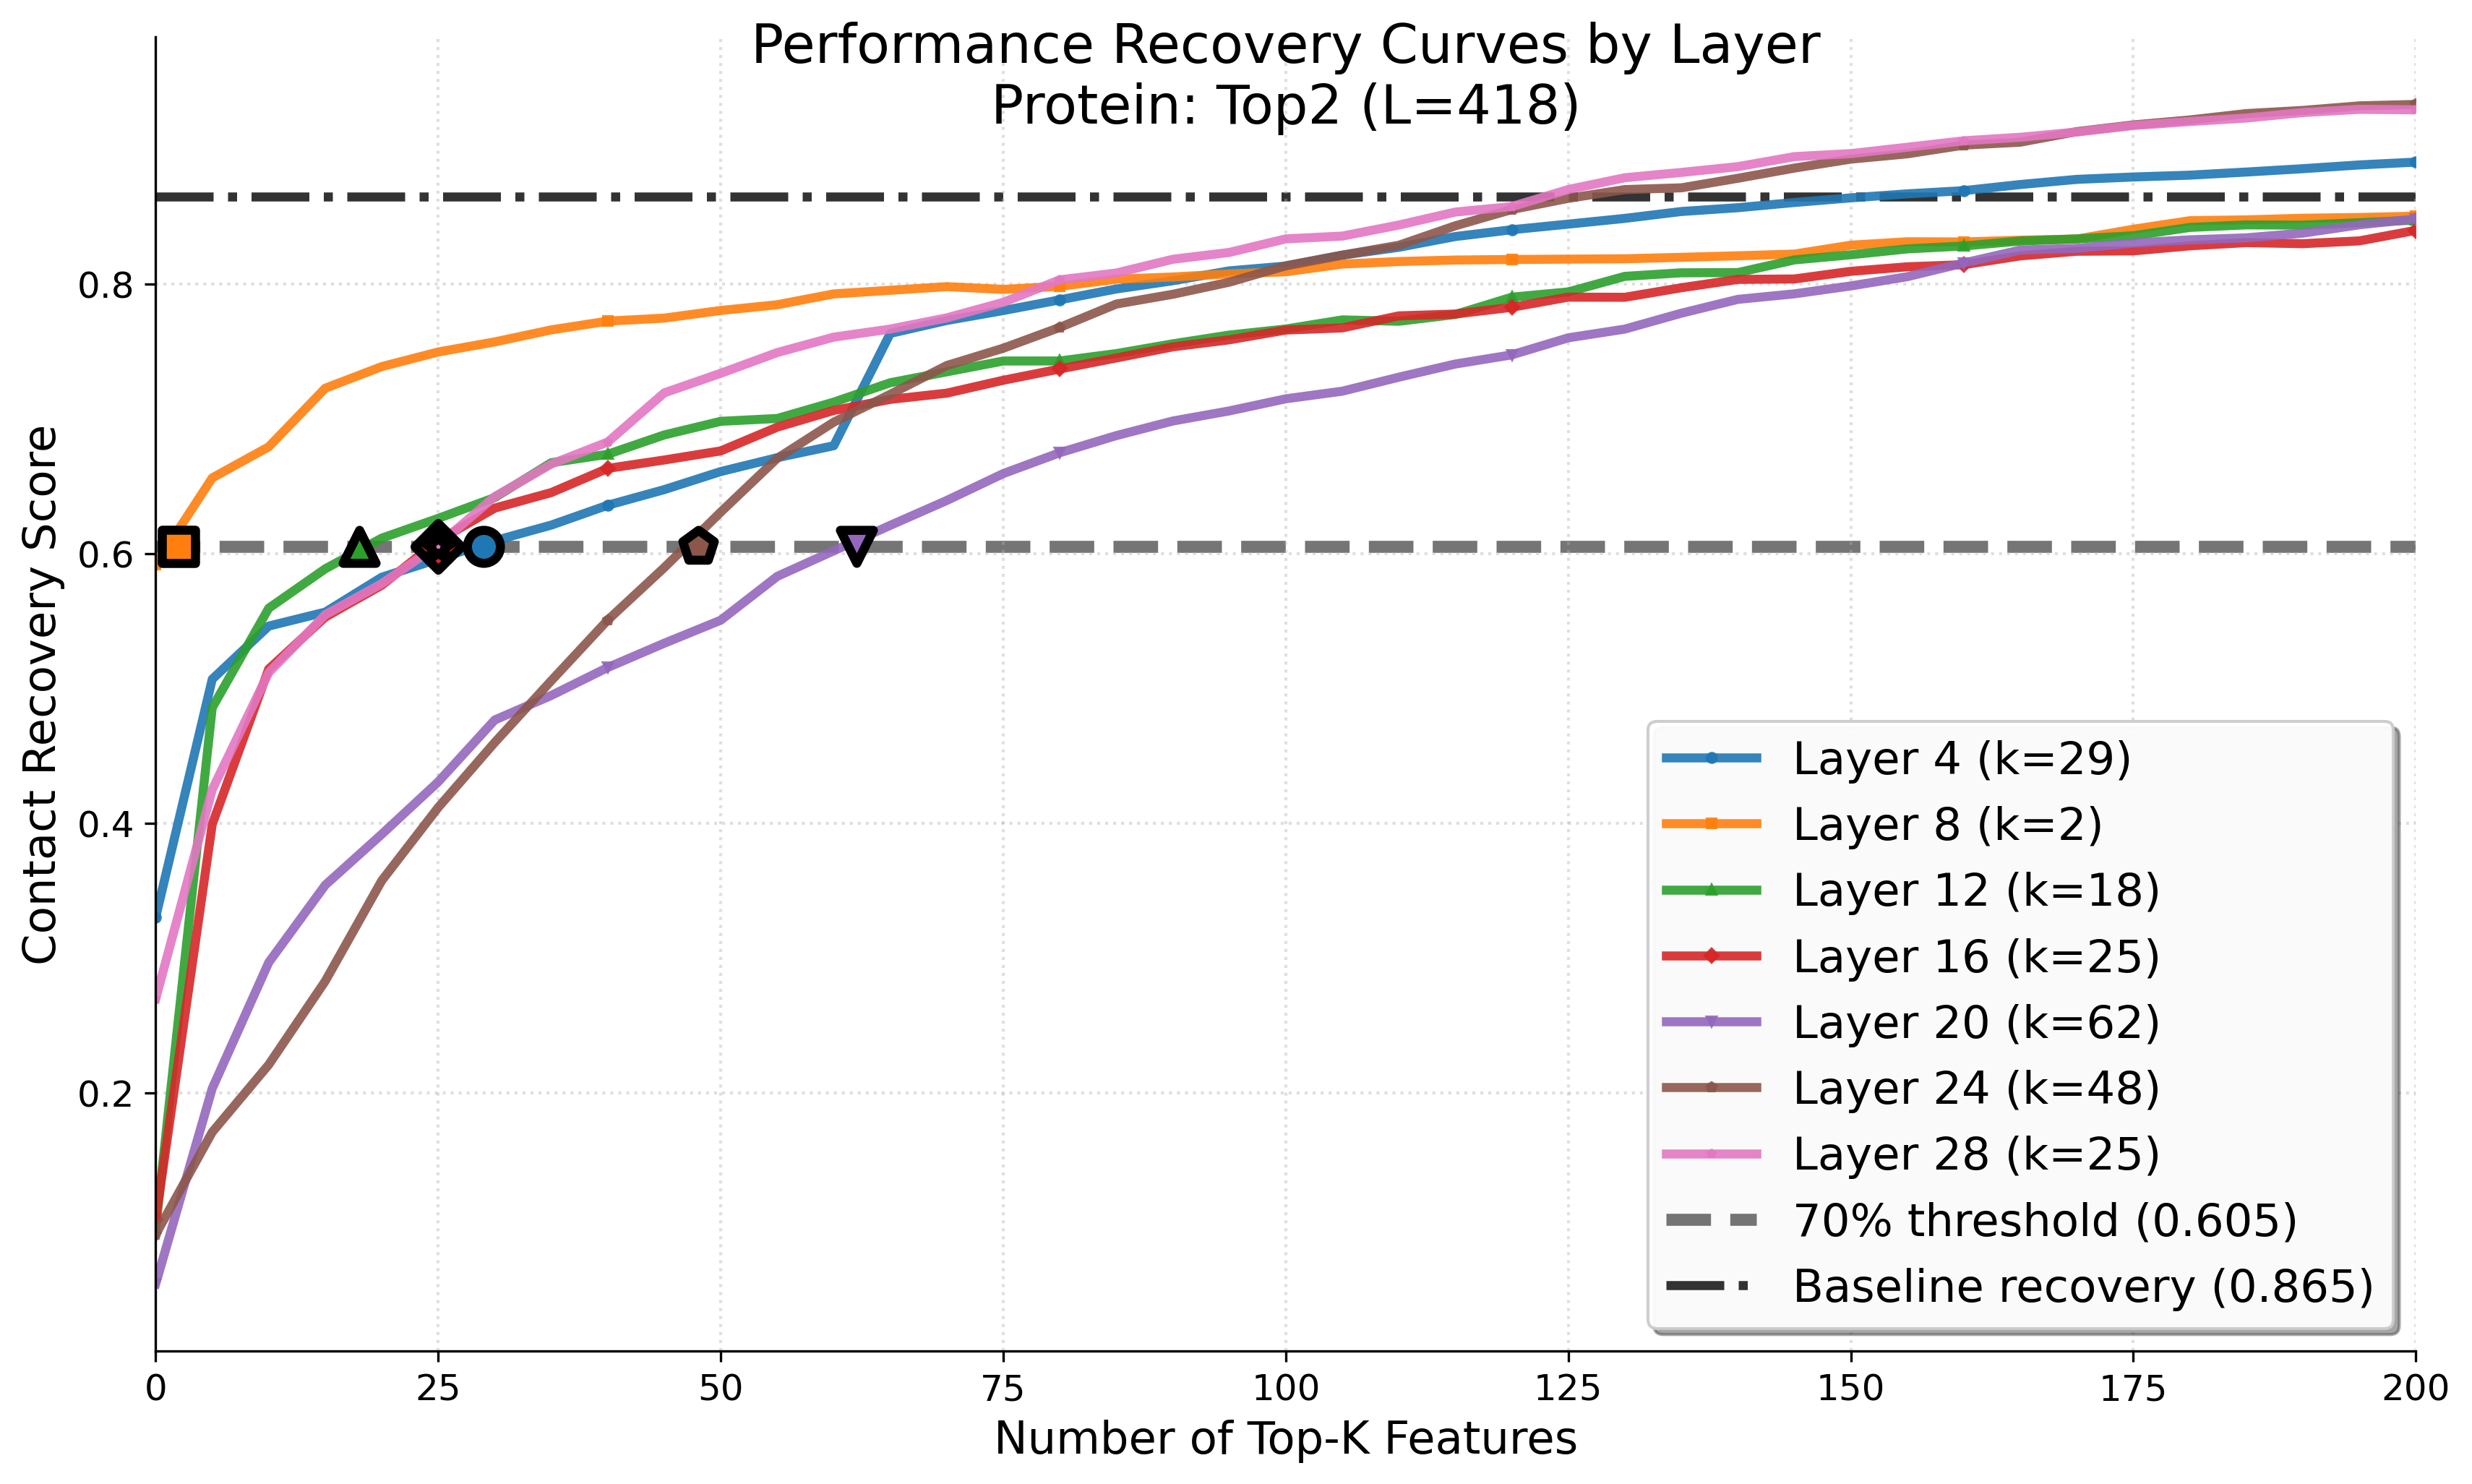 Performance Recovery Curves by Layer
Protein: Top2 (L=418)
Contact Recovery Score
0.8
0.6
0.4
0.2
0
25
50
75
100
125
150
175
200
Number of Top-K Features
Layer 4 (k=29)
Layer 8 (k=2)
Layer 12 (k=18)
Layer 16 (k=25)
Layer 20 (k=62)
Layer 24 (k=48)
Layer 28 (k=25)
70% threshold (0.605)
Baseline recovery (0.865)